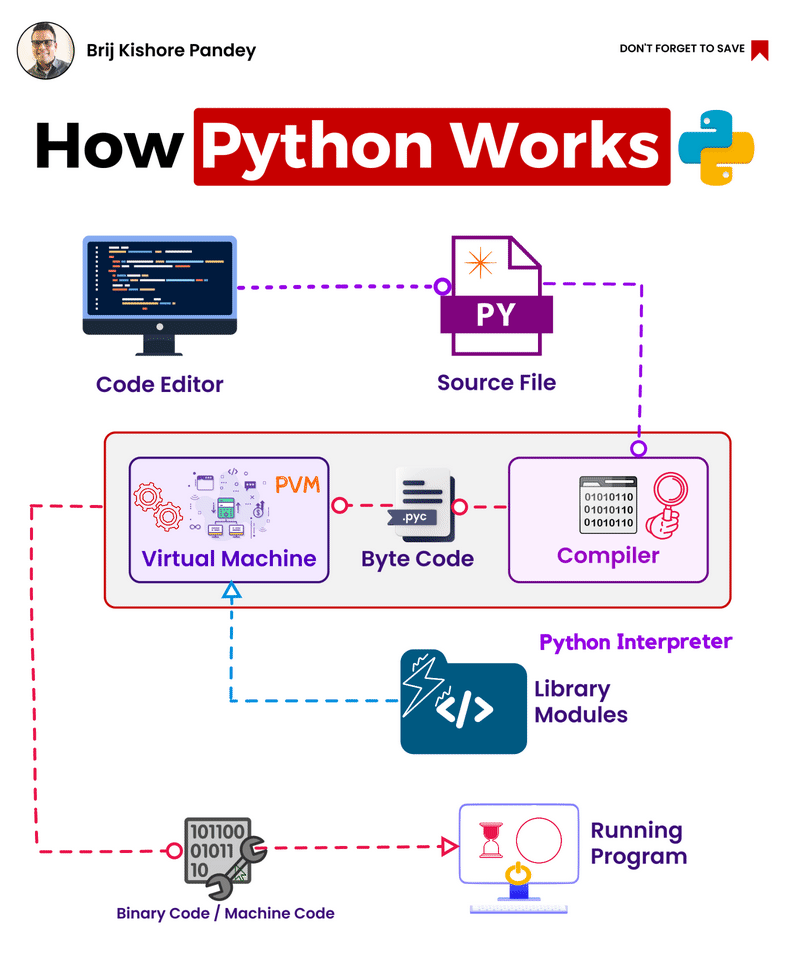 Brij Kishore Pandey
DON'T FORGET TO SAVE
How Python Works
PY
Code Editor
Source File
PVM
Virtual Machine
.pyc
Byte Code
01010110
01010110
01010110
Compiler
Python Interpreter
</>
Library
Modules
101100
01011
10
Binary Code / Machine Code
Running
Program